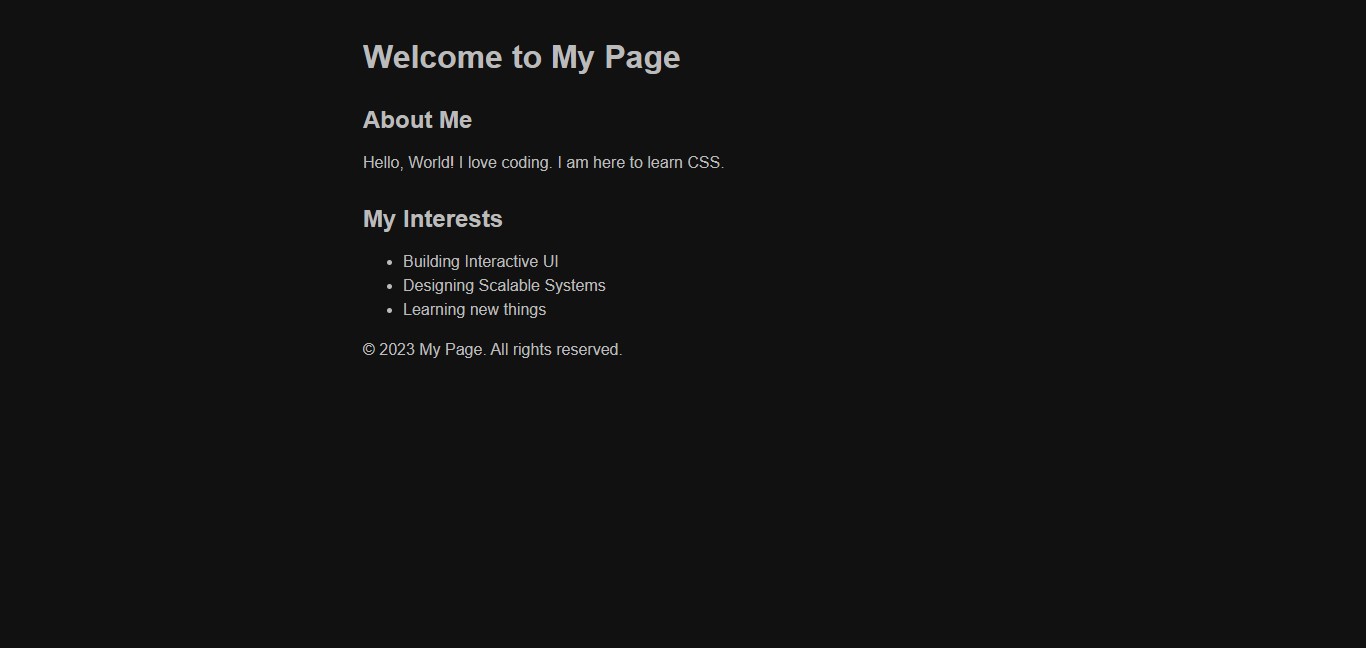 Welcome to My Page
About Me
Hello, World! I love coding. I am here to learn CSS.
My Interests
• Building Interactive UI
• Designing Scalable Systems
• Learning new things
© 2023 My Page. All rights reserved.